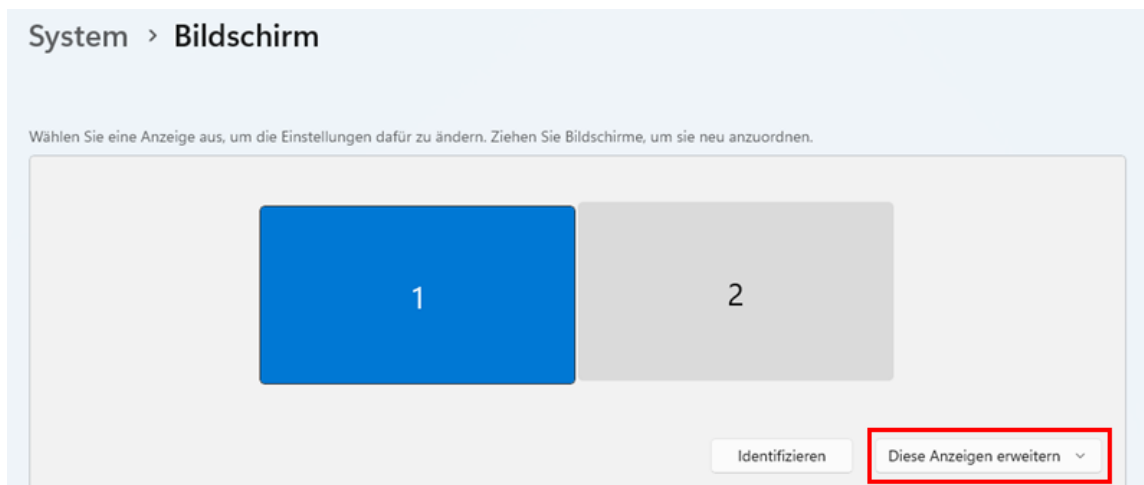 System > Bildschirm
Wählen Sie eine Anzeige aus, um die Einstellungen dafür zu ändern. Ziehen Sie Bildschirme, um sie neu anzuordnen.
1
2
Identifizieren
Diese Anzeigen erweitern